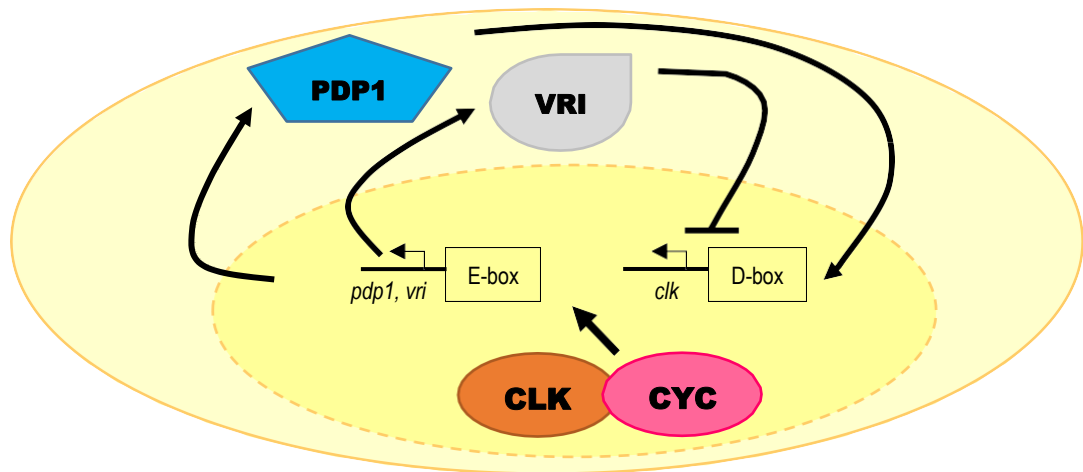 PDP1
VRI
E-box
D-box
pdp1, vri
clk
CLK
CYC